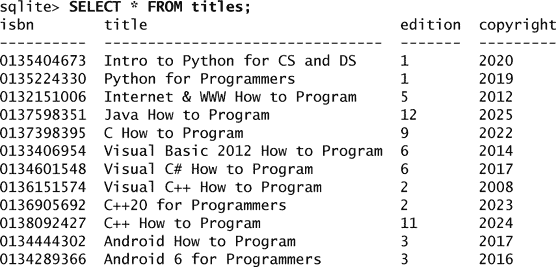 sqlite> SELECT * FROM titles;
isbn title edition copyright
---------- -------------------------------- ------- ---------
0135404673 Intro to Python for CS and DS 1 2020
0135224330 Python for Programmers 1 2019
0132151006 Internet & WWW How to Program 5 2012
0137598351 Java How to Program 12 2025
0137398395 C How to Program 9 2022
0133406954 Visual Basic 2012 How to Program 6 2014
0134601548 Visual C# How to Program 6 2017
0136151574 Visual C++ How to Program 2 2008
0136905692 C++20 for Programmers 2 2023
0138092427 C++ How to Program 11 2024
0134444302 Android How to Program 3 2017
0134289366 Android 6 for Programmers 3 2016